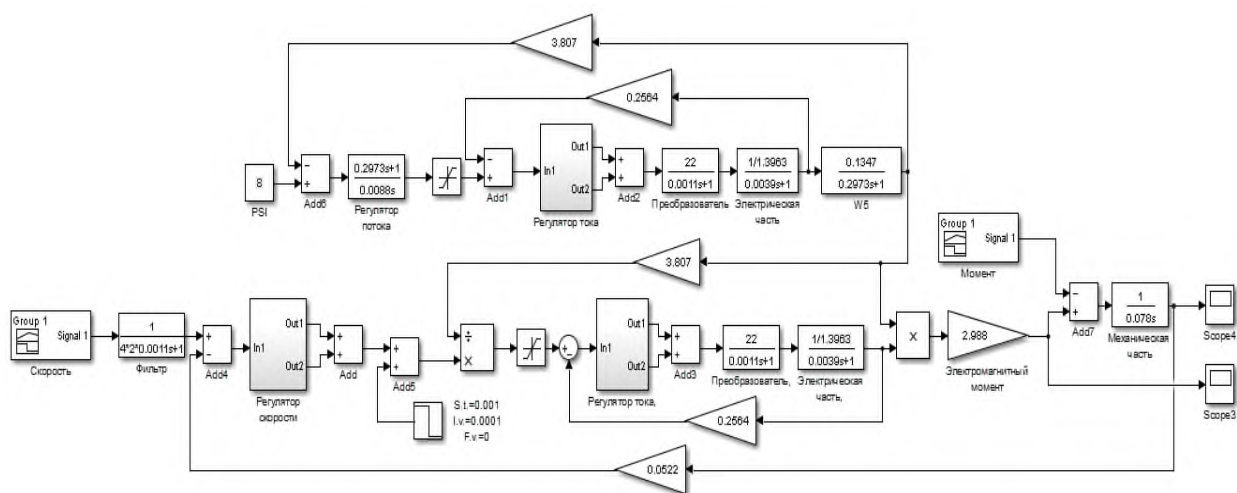 3.807
0.2564
8
PSI
Add6
0.2973s+1
0.0088s
Регулятор
потока
Add1
In1
Out1
Out2
Регулятор тока
Add2
22
0.0011s+1
Преобразователь
1/1.3963
0.0039s+1
Электрическая
часть
0.1347
0.2973s+1
W5
Group 1
Signal 1
Момент
3.807
Group 1
Signal 1
Скорость
1
4*2*0.0011s+1
Фильтр
Add4
In1
Out1
Out2
Регулятор
скорости
Add
Add5
S.t.=0.001
I.v.=0.0001
F.v.=0
÷
×
In1
Out1
Out2
Регулятор тока,
Add3
22
0.0011s+1
Преобразователь,
1/1.3963
0.0039s+1
Электрическая
часть,
0.2564
×
2.988
Электромагнитный
момент
Add7
1
0.078s
Механическая
часть
Scope4
Scope3
0.0522